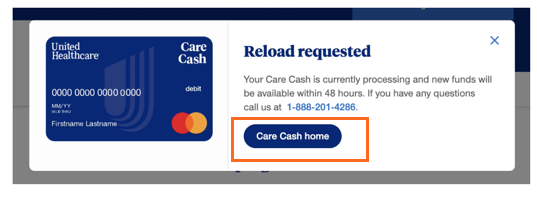 United
Healthcare
Care
Cash
0000 0000 0000 0000
debit
MM/YY
VALID THRU
Firstname Lastname
Reload requested
Your Care Cash is currently processing and new funds will
be available within 48 hours. If you have any questions
call us at 1-888-201-4286.
Care Cash home